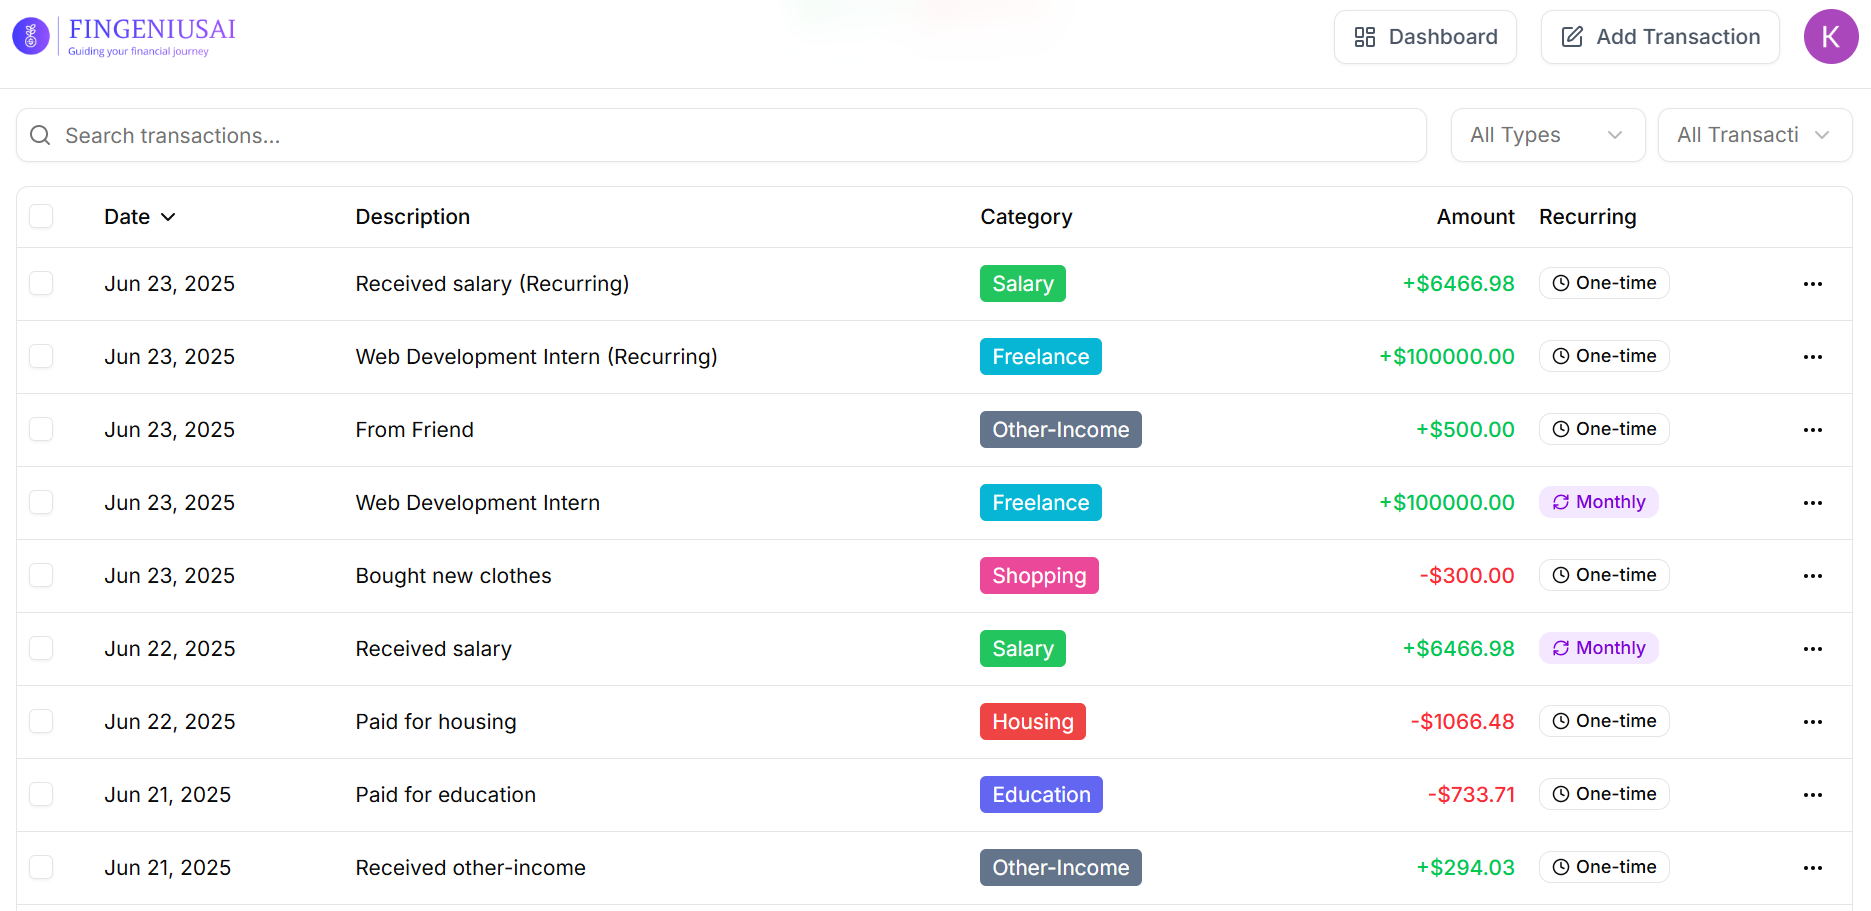 FINGENIUSAI
Guiding your financial journey
Dashboard
Add Transaction
K
Search transactions...
All Types
All Transacti
Date Description Category Amount Recurring
Jun 23, 2025 Received salary (Recurring) Salary +$6466.98 One-time
Jun 23, 2025 Web Development Intern (Recurring) Freelance +$100000.00 One-time
Jun 23, 2025 From Friend Other-Income +$500.00 One-time
Jun 23, 2025 Web Development Intern Freelance +$100000.00 Monthly
Jun 23, 2025 Bought new clothes Shopping -$300.00 One-time
Jun 22, 2025 Received salary Salary +$6466.98 Monthly
Jun 22, 2025 Paid for housing Housing -$1066.48 One-time
Jun 21, 2025 Paid for education Education -$733.71 One-time
Jun 21, 2025 Received other-income Other-Income +$294.03 One-time